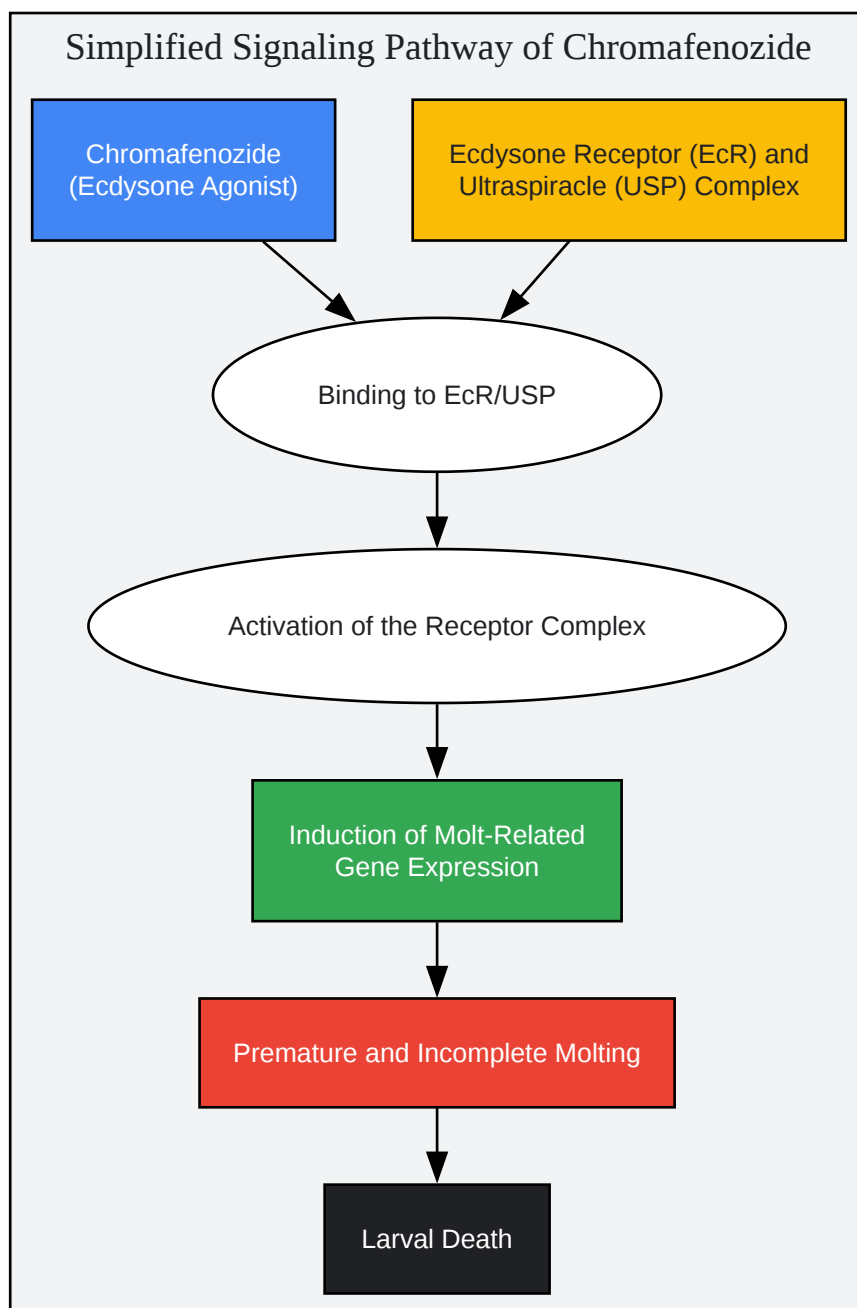 Simplified Signaling Pathway of Chromafenozide
Chromafenozide
(Ecdysone Agonist)
Ecdysone Receptor (EcR) and
Ultraspiracle (USP) Complex
Binding to EcR/USP
Activation of the Receptor Complex
Induction of Molt-Related
Gene Expression
Premature and Incomplete Molting
Larval Death